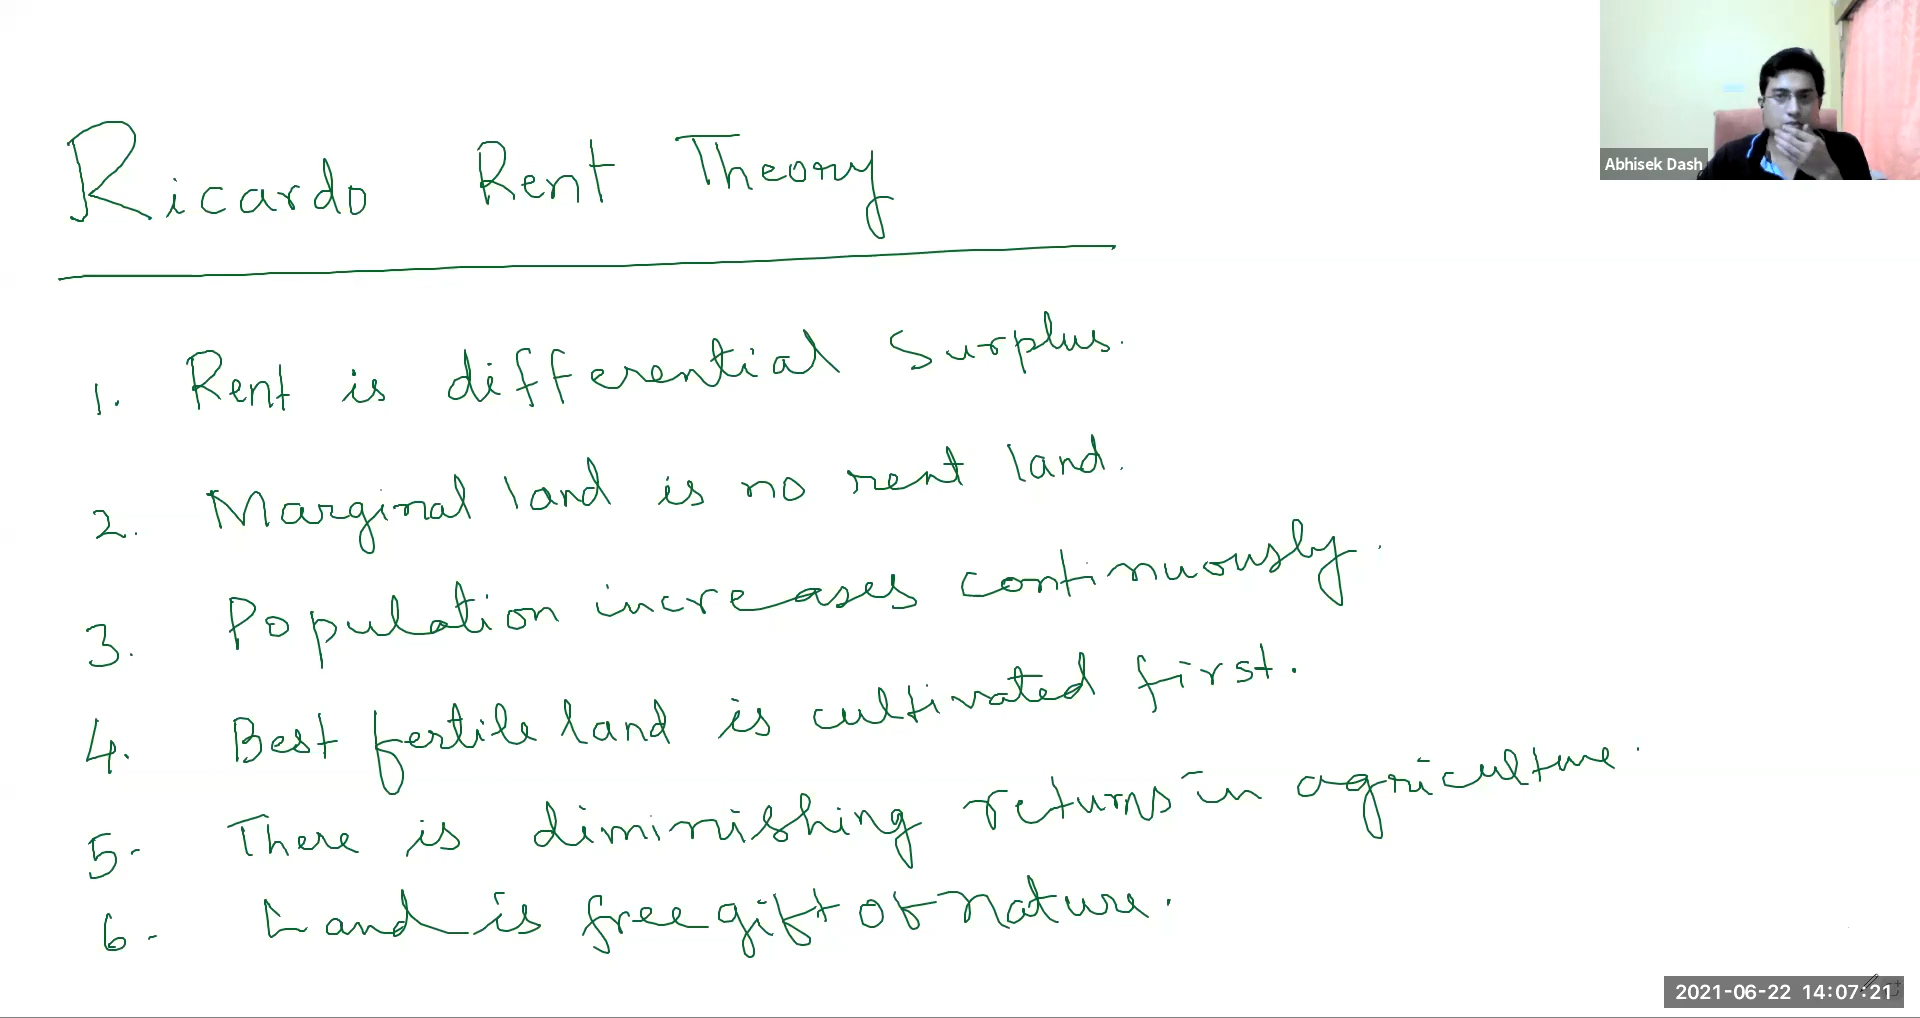 Ricardo Rent Theory
1. Rent is differential Surplus.
2. Marginal land is no rent land.
3. Population increases continuously.
4. Best fertile land is cultivated first.
5. There is diminishing returns in agriculture.
6. Land is free gift of Nature.
Abhisek Dash
2021-06-22 14:07:21